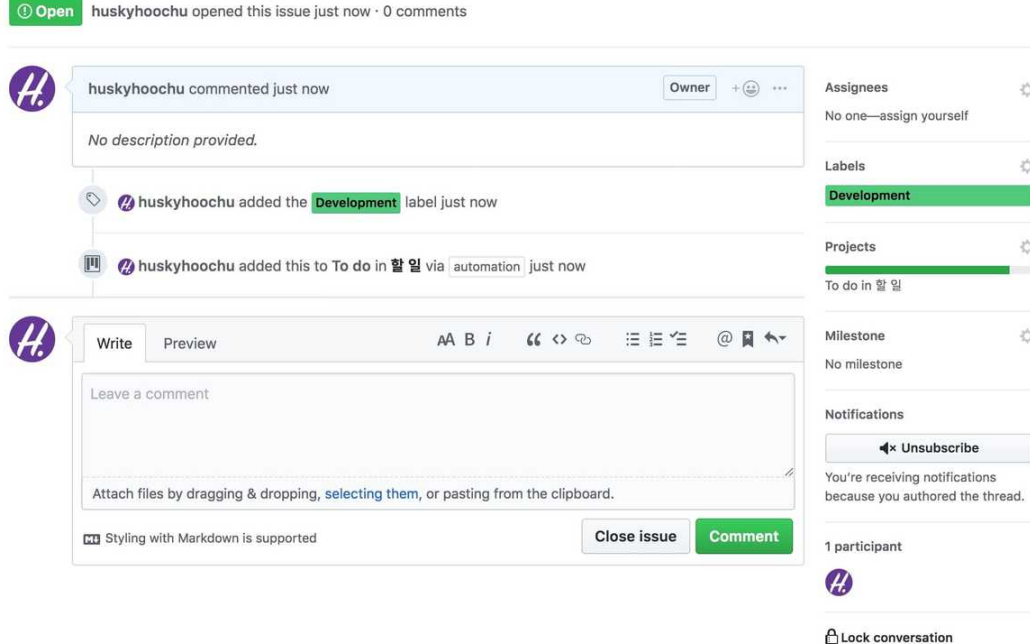 Open huskyhoochu opened this issue just now · 0 comments
huskyhoochu commented just now
Owner
No description provided.
huskyhoochu added the Development label just now
huskyhoochu added this to To do in 할 일 via automation just now
Write Preview
AA B i
Leave a comment
Attach files by dragging & dropping, selecting them, or pasting from the clipboard.
Styling with Markdown is supported
Close issue Comment
Assignees
No one—assign yourself
Labels
Development
Projects
To do in 할 일
Milestone
No milestone
Notifications
Unsubscribe
You're receiving notifications
because you authored the thread.
1 participant
Lock conversation